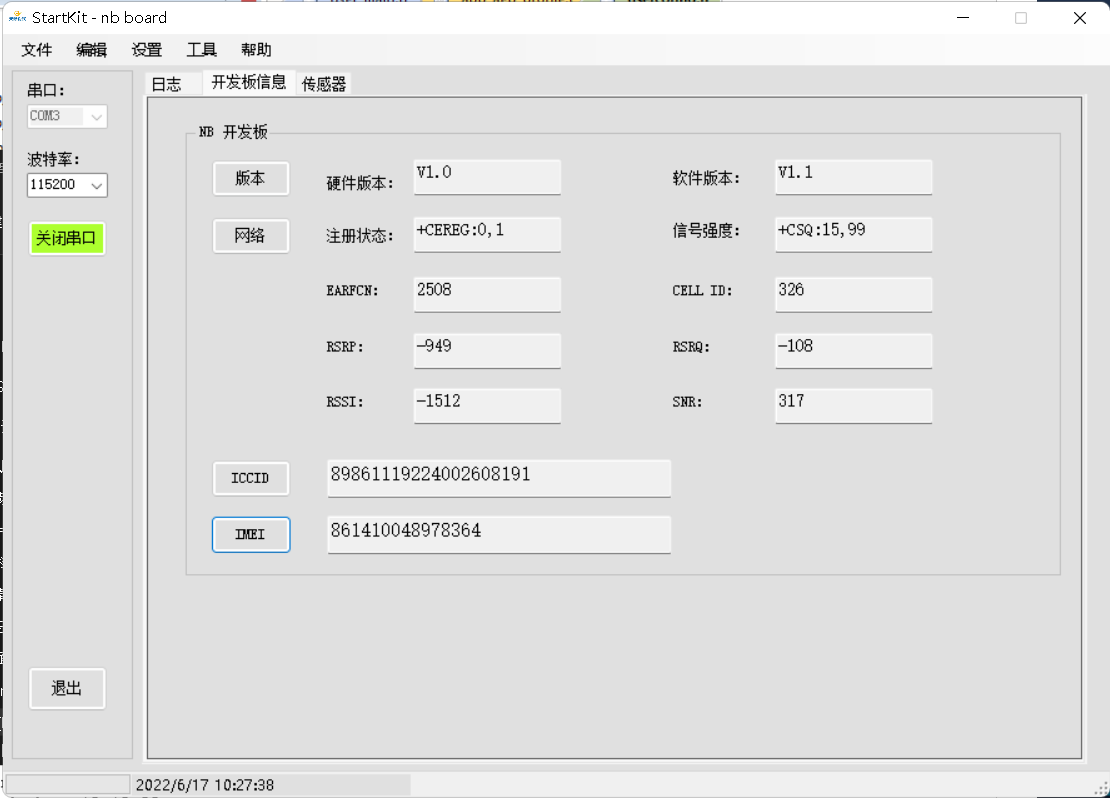 StartKit - nb board
文件 编辑 设置 工具 帮助
串口:
COM3
波特率:
115200
关闭串口
退出
日志 开发板信息 传感器
NB 开发板
版本 硬件版本: V1.0 软件版本: V1.1
网络 注册状态: +CEREG:0,1 信号强度: +CSQ:15,99
EARFCN: 2508 CELL ID: 326
RSRP: -949 RSRQ: -108
RSSI: -1512 SNR: 317
ICCID 89861119224002608191
IMEI 861410048978364
2022/6/17 10:27:38